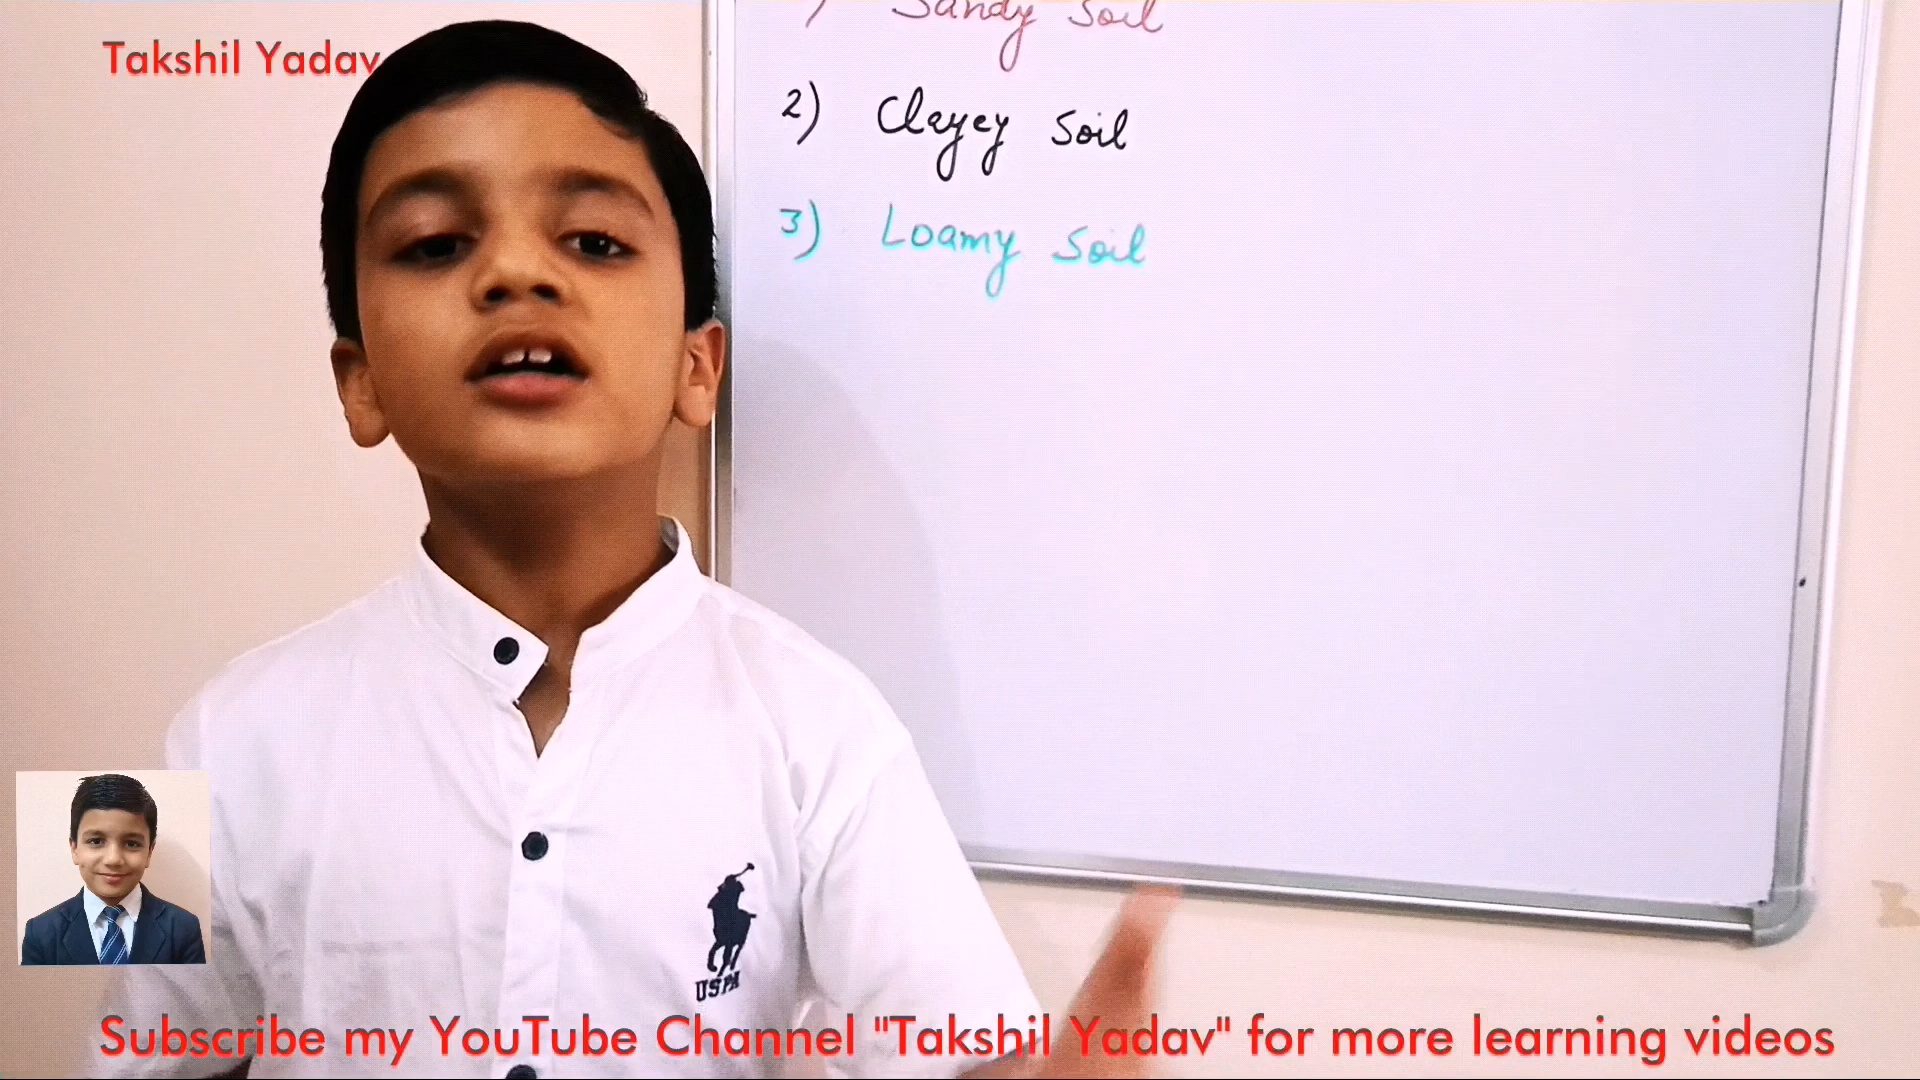 Takshil Yadav
) Sandy Soil
2) Clayey Soil
3) Loamy Soil
USPA
Subscribe my YouTube Channel "Takshil Yadav" for more learning videos